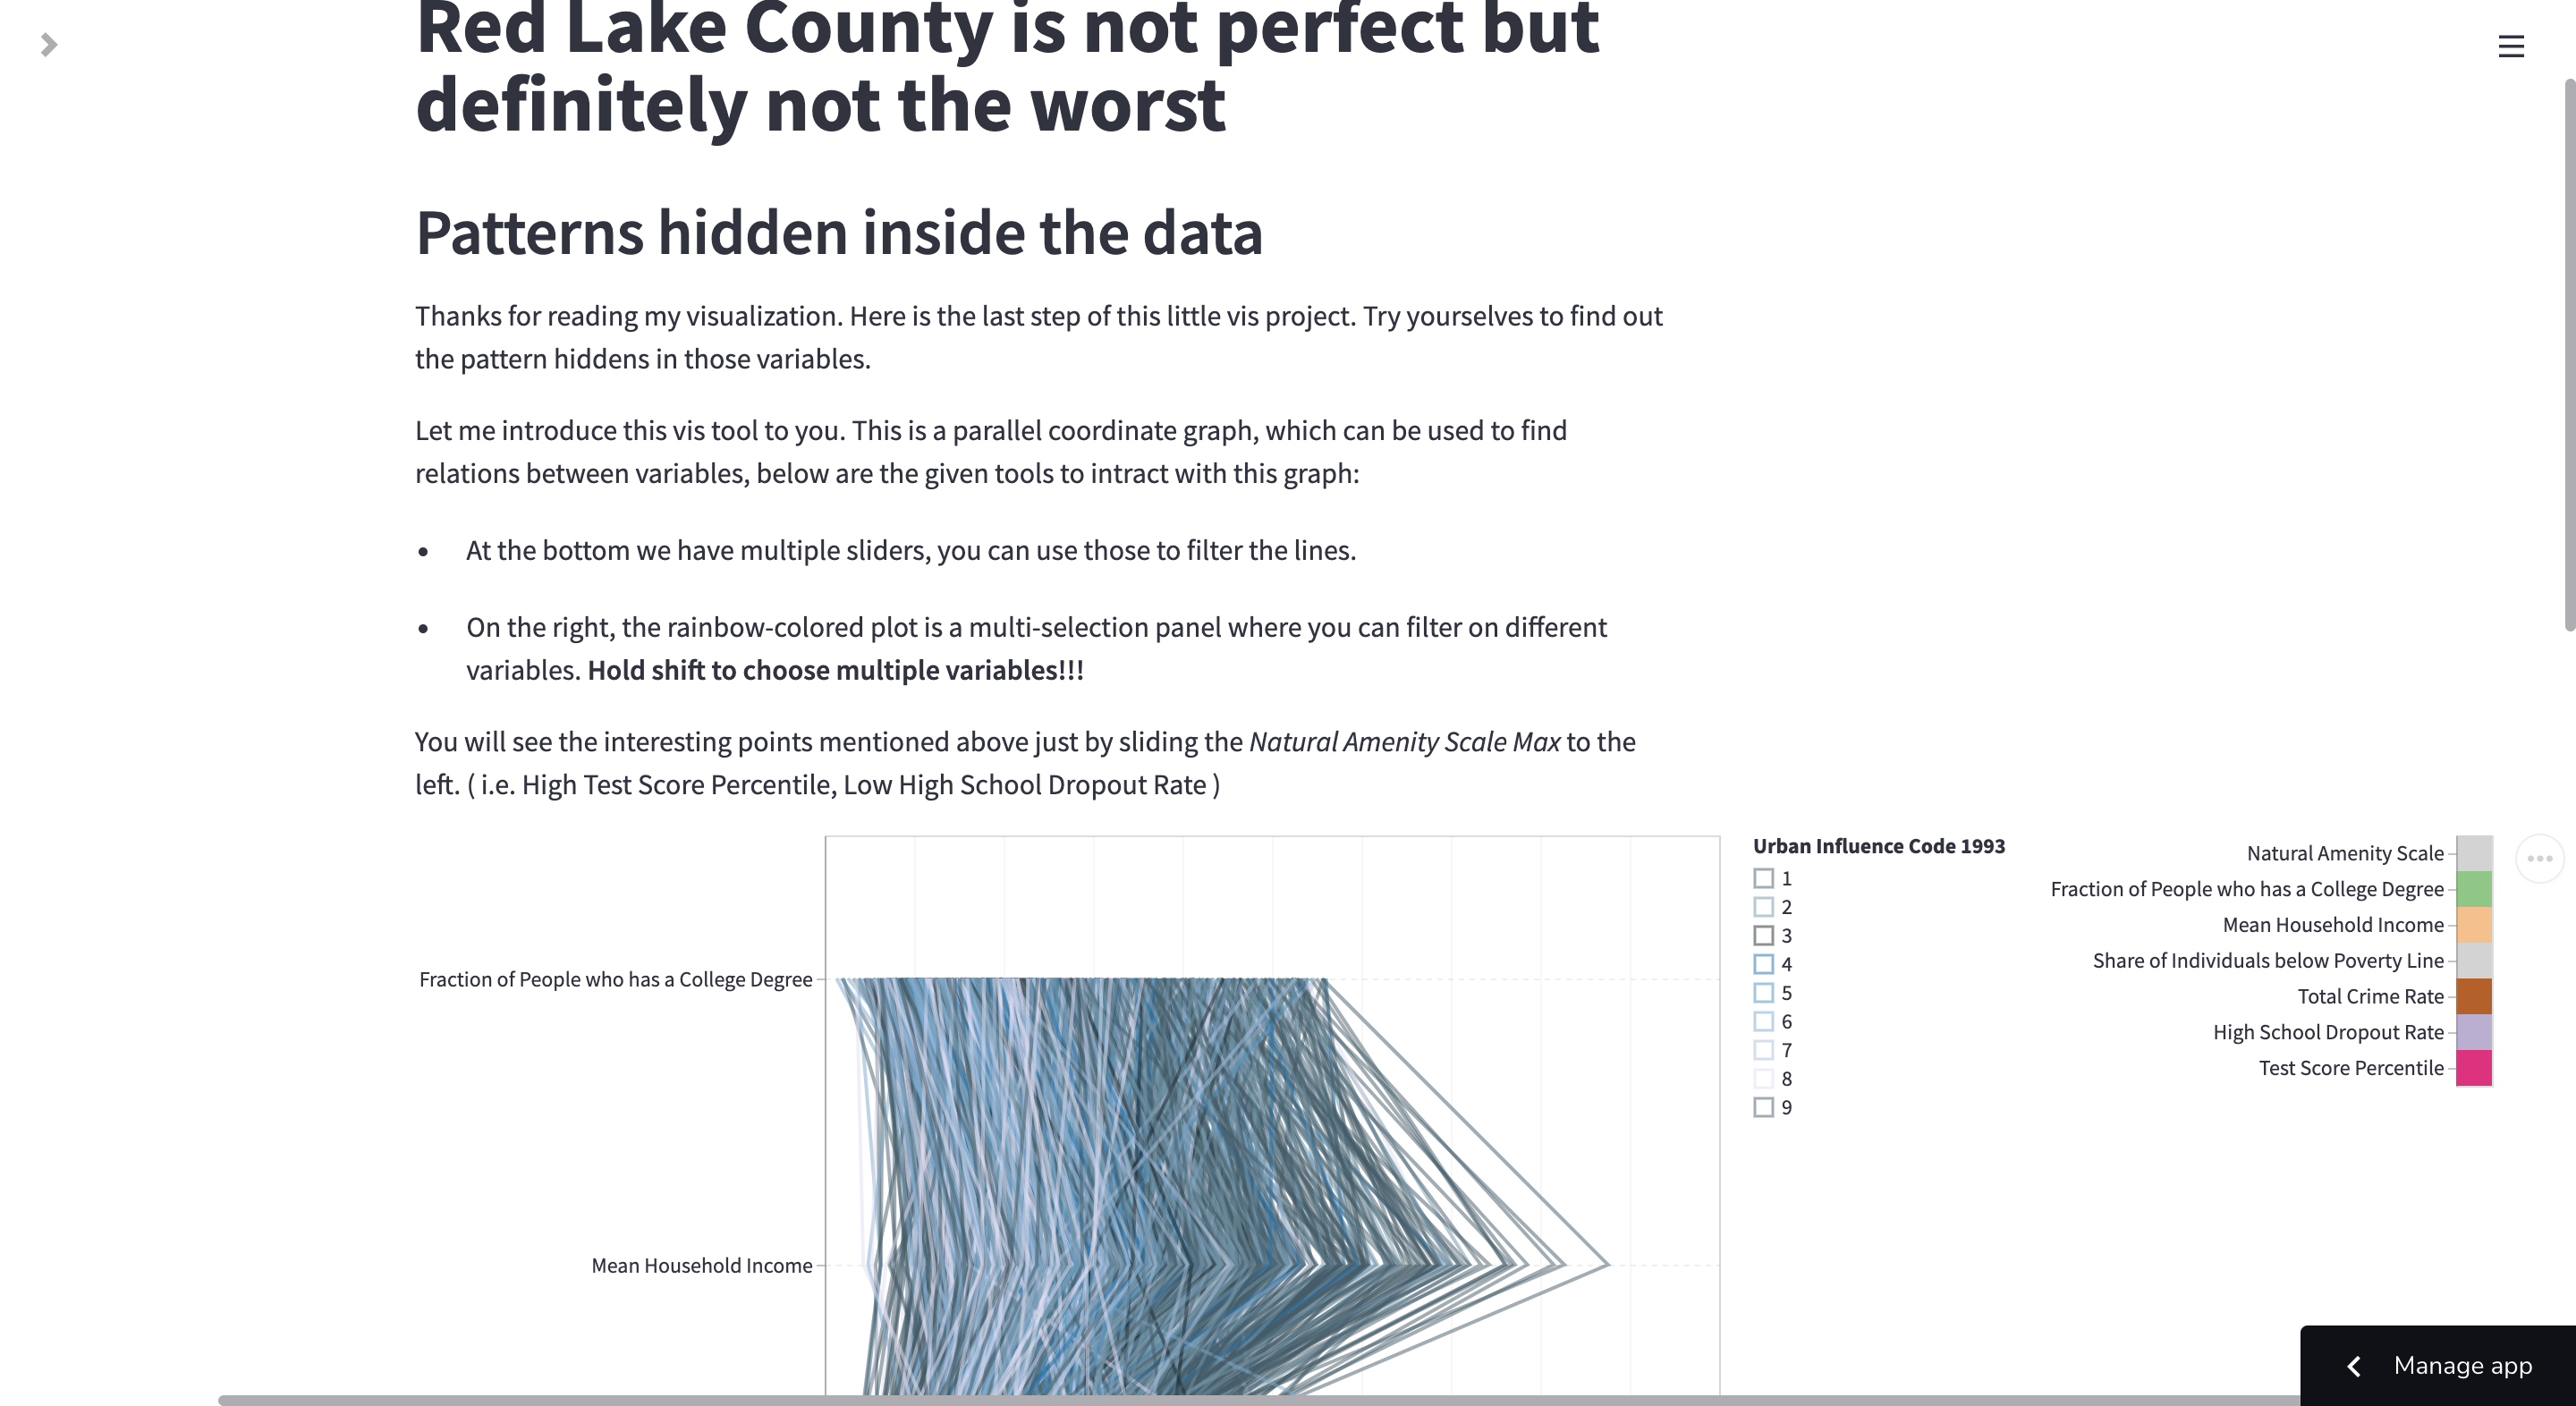 Red Lake County is not perfect but
definitely not the worst
Patterns hidden inside the data
Thanks for reading my visualization. Here is the last step of this little vis project. Try yourselves to find out
the pattern hiddens in those variables.
Let me introduce this vis tool to you. This is a parallel coordinate graph, which can be used to find
relations between variables, below are the given tools to intract with this graph:
• At the bottom we have multiple sliders, you can use those to filter the lines.
• On the right, the rainbow-colored plot is a multi-selection panel where you can filter on different
variables. Hold shift to choose multiple variables!!!
You will see the interesting points mentioned above just by sliding the Natural Amenity Scale Max to the
left. ( i.e. High Test Score Percentile, Low High School Dropout Rate )
Fraction of People who has a College Degree
Mean Household Income
Urban Influence Code 1993
1
2
3
4
5
6
7
8
9
Natural Amenity Scale
Fraction of People who has a College Degree
Mean Household Income
Share of Individuals below Poverty Line
Total Crime Rate
High School Dropout Rate
Test Score Percentile
Manage app